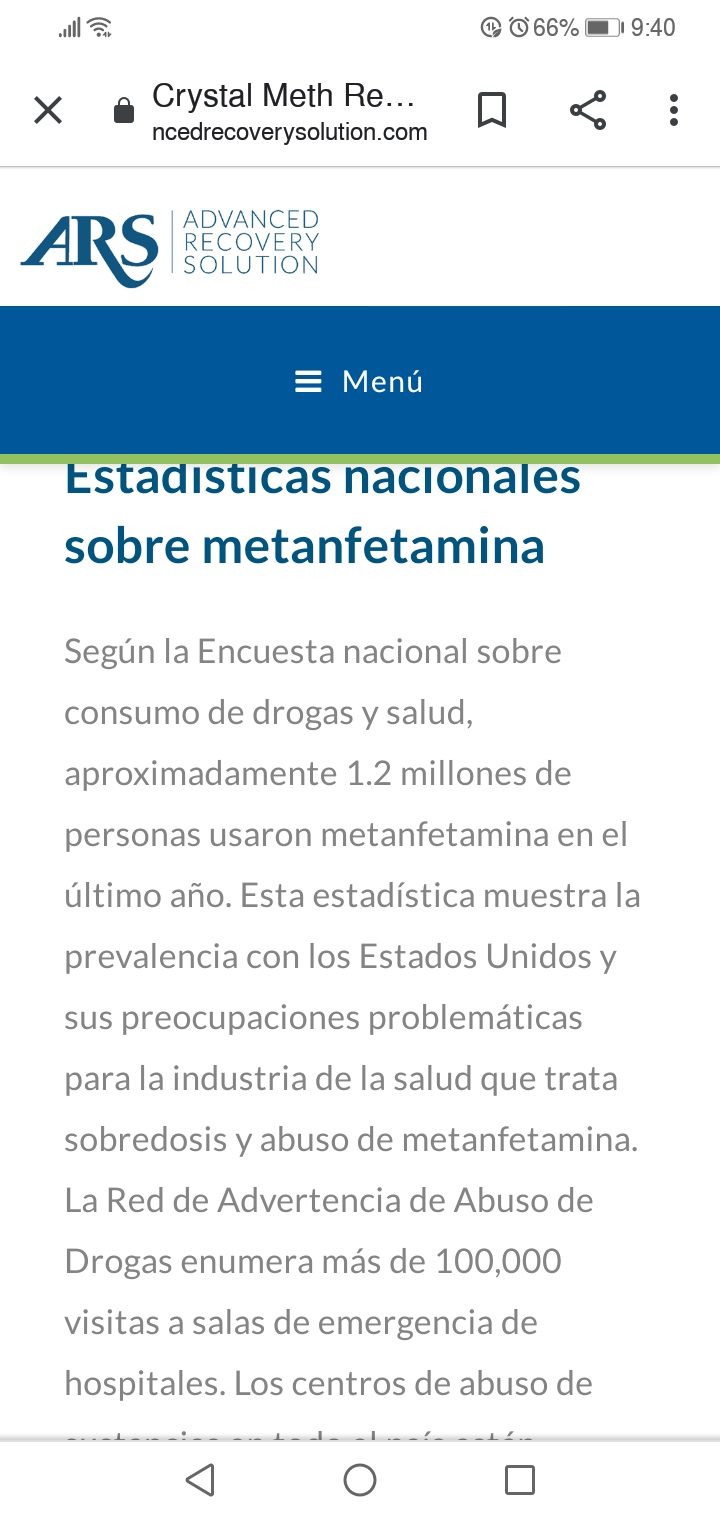 66% 9:40
Crystal Meth Re...
ncedrecoverysolution.com
ARS
ADVANCED
RECOVERY
SOLUTION
Menú
Estadísticas nacionales
sobre metanfetamina
Según la Encuesta nacional sobre
consumo de drogas y salud,
aproximadamente 1.2 millones de
personas usaron metanfetamina en el
último año. Esta estadística muestra la
prevalencia con los Estados Unidos y
sus preocupaciones problemáticas
para la industria de la salud que trata
sobredosis y abuso de metanfetamina.
La Red de Advertencia de Abuso de
Drogas enumera más de 100,000
visitas a salas de emergencia de
hospitales. Los centros de abuso de